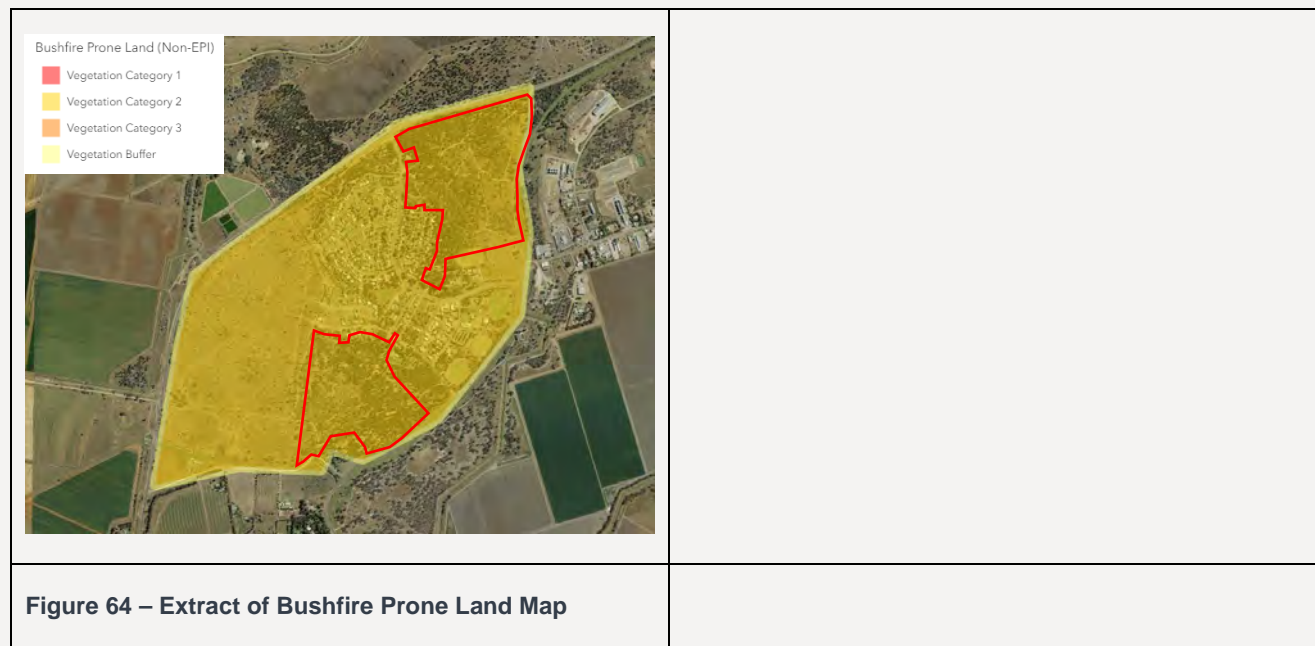 Bushfire Prone Land (Non-EPI)
Vegetation Category 1
Vegetation Category 2
Vegetation Category 3
Vegetation Buffer
Figure 64 – Extract of Bushfire Prone Land Map